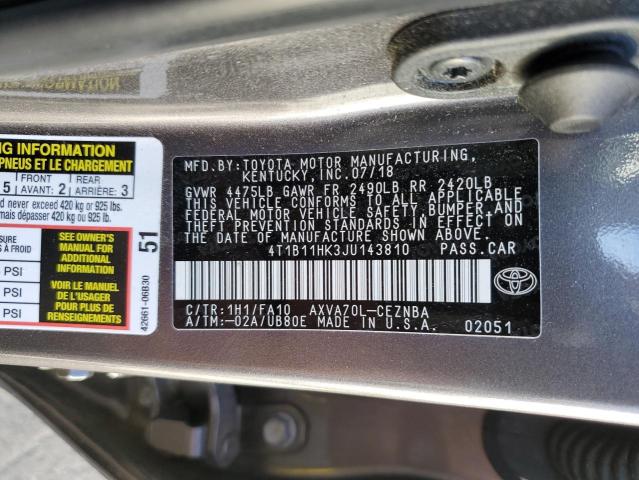 NG INFORMATION
PNEUS ET LE CHARGEMENT
5 FRONT AVANT: 2 REAR ARRIÈRE: 3
never exceed 420 kg or 925 lbs.
mais dépasser 420 kg ou 925 lb.
SURE
À FROID
PSI
PSI
SEE OWNER'S
MANUAL FOR
ADDITIONAL
INFORMATION
VOIR LE MANUEL
DE L'USAGER
POUR PLUS DE
RENSEIGNEMENTS
51
42661-06B30
MFD.BY:TOYOTA MOTOR MANUFACTURING,
KENTUCKY,INC.07/18
GVWR 4475LB GAWR FR 2490LB RR 2420LB
THIS VEHICLE CONFORMS TO ALL APPLICABLE
FEDERAL MOTOR VEHICLE SAFETY,BUMPER,AND
THEFT PREVENTION STANDARDS IN EFFECT ON
THE DATE OF MANUFACTURE SHOWN ABOVE.
4T1B11HK3JU143810 PASS.CAR
C/TR:1H1/FA10 AXVA70L-CEZNBA
A/TM:-02A/UB80E MADE IN U.S.A. 02051
TOYOTA